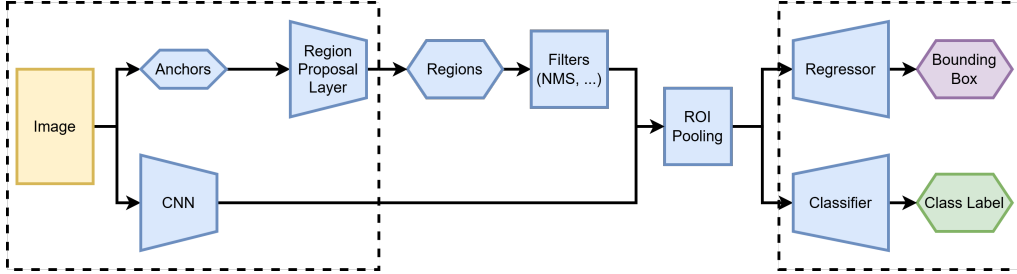 Image
Anchors
Region
Proposal
Layer
Regions
Filters
(NMS, ...)
CNN
ROI
Pooling
Regressor
Bounding
Box
Classifier
Class Label